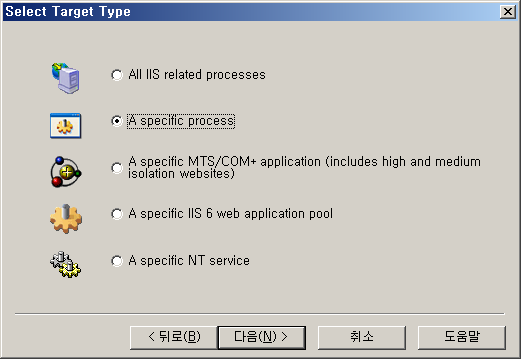 Select Target Type
All IIS related processes
A specific process
A specific MTS/COM+ application (includes high and medium
isolation websites)
A specific IIS 6 web application pool
A specific NT service
< 뒤로(B) 다음(N) > 취소 도움말